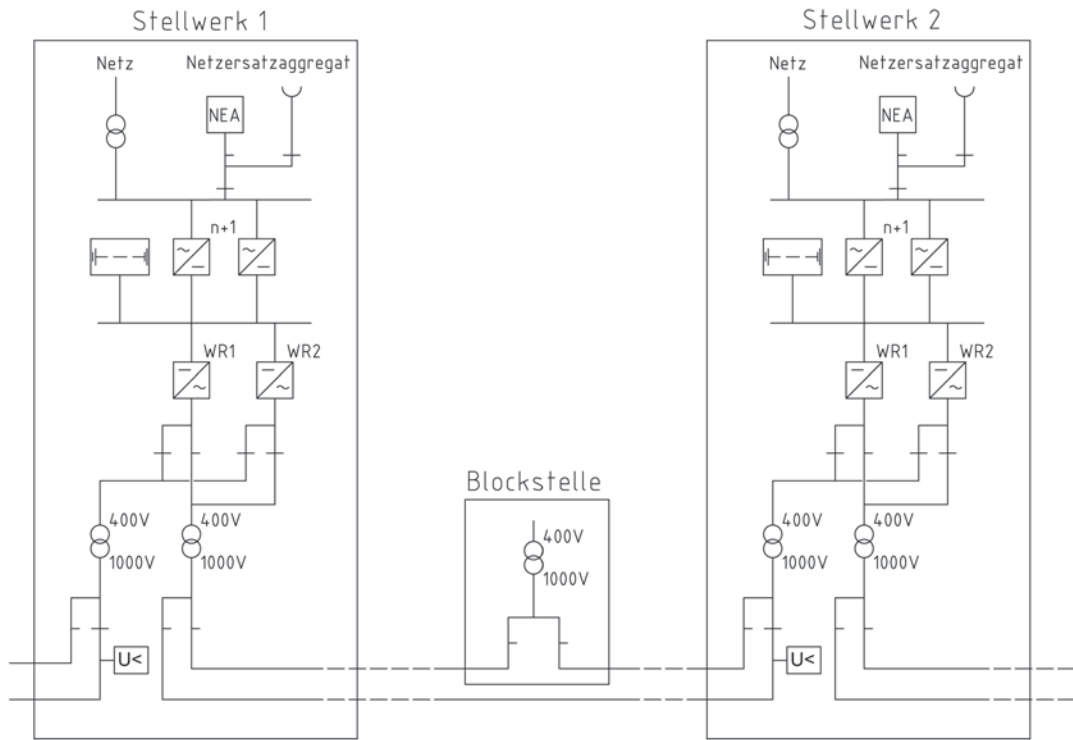 Stellwerk 1
Netz
Netzersatzaggregat
NEA
n+1
WR1
WR2
400V
400V
1000V
1000V
U<
Blockstelle
400V
1000V
Stellwerk 2
Netz
Netzersatzaggregat
NEA
n+1
WR1
WR2
400V
400V
1000V
1000V
U<